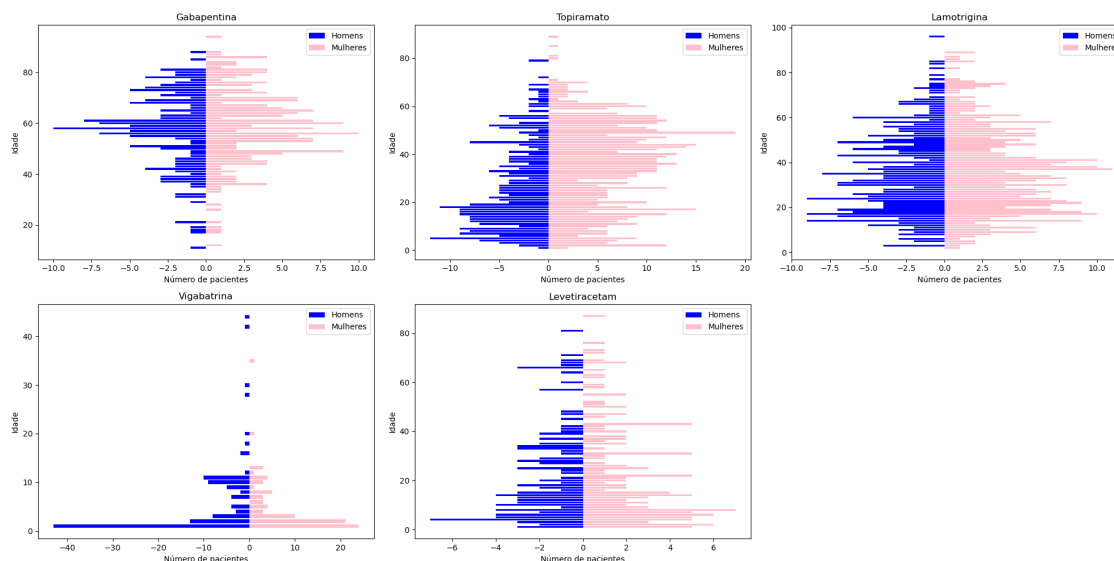 Gabapentina
Homens
Mulheres
Idade
80
60
40
20
−10.0
−7.5
−5.0
−2.5
0.0
2.5
5.0
7.5
10.0
Número de pacientes
Topiramato
Homens
Mulheres
Idade
80
60
40
20
0
−10
−5
0
5
10
15
20
Número de pacientes
Lamotrigina
Homens
Mulheres
Idade
100
80
60
40
20
0
−10.0
−7.5
−5.0
−2.5
0.0
2.5
5.0
7.5
10.0
Número de pacientes
Vigabatrina
Homens
Mulheres
Idade
40
30
20
10
0
−40
−30
−20
−10
0
10
20
Número de pacientes
Levetiracetam
Homens
Mulheres
Idade
80
60
40
20
0
−6
−4
−2
0
2
4
6
Número de pacientes